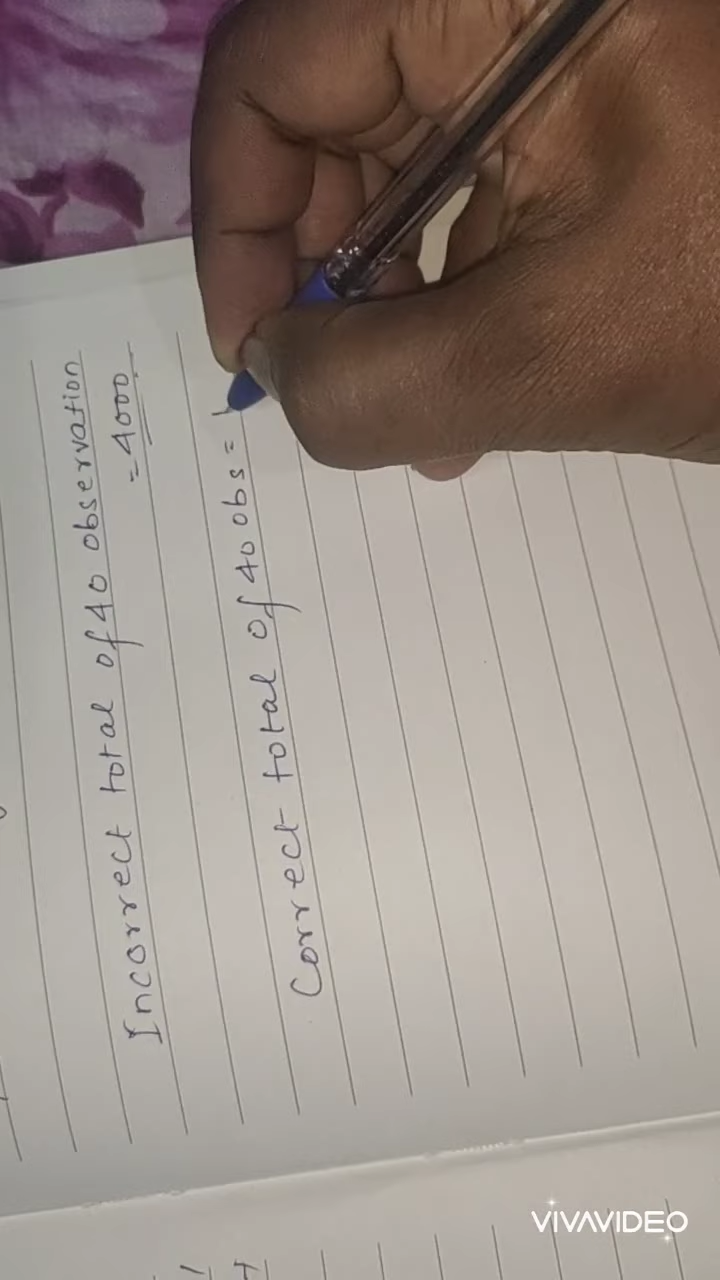 Incorrect total of 40 observation
= 4000
Correct total of 40 obs =
VIVAVIDEO